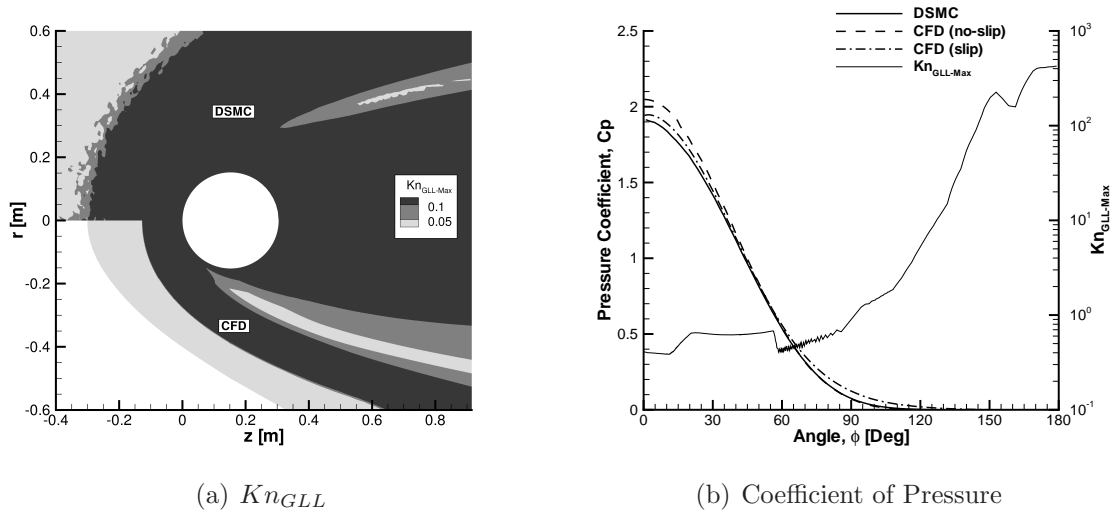 r [m]
0.6
0.4
0.2
0
-0.2
-0.4
-0.6
DSMC
Kn_GLL-Max
0.1
0.05
CFD
-0.4 -0.2 0 0.2 0.4 0.6 0.8
z [m]
(a) Kn_GLL
DSMC
CFD (no-slip)
CFD (slip)
Kn_GLL-Max
Pressure Coefficient, Cp
2.5
2
1.5
1
0.5
0
10^3
10^2
10^1
10^0
10^-1
Kn_GLL-Max
0 30 60 90 120 150 180
Angle, ϕ [Deg]
(b) Coefficient of Pressure